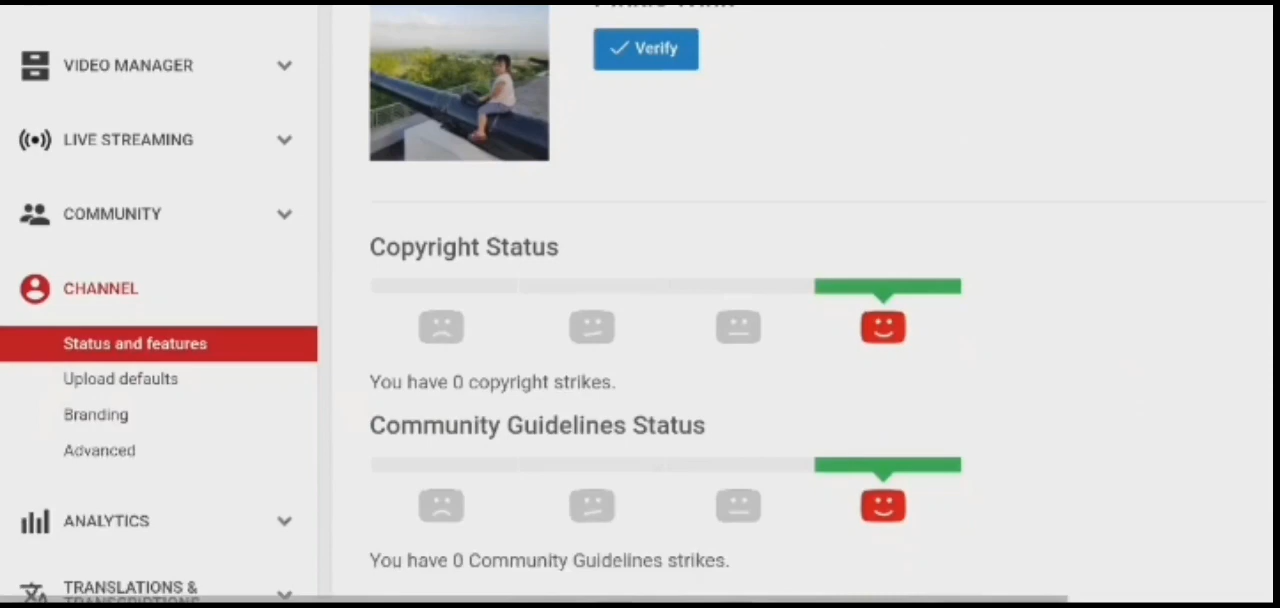 VIDEO MANAGER
LIVE STREAMING
COMMUNITY
CHANNEL
Status and features
Upload defaults
Branding
Advanced
ANALYTICS
TRANSLATIONS &
TRANSCRIPTIONS
Verify
Copyright Status
You have 0 copyright strikes.
Community Guidelines Status
You have 0 Community Guidelines strikes.